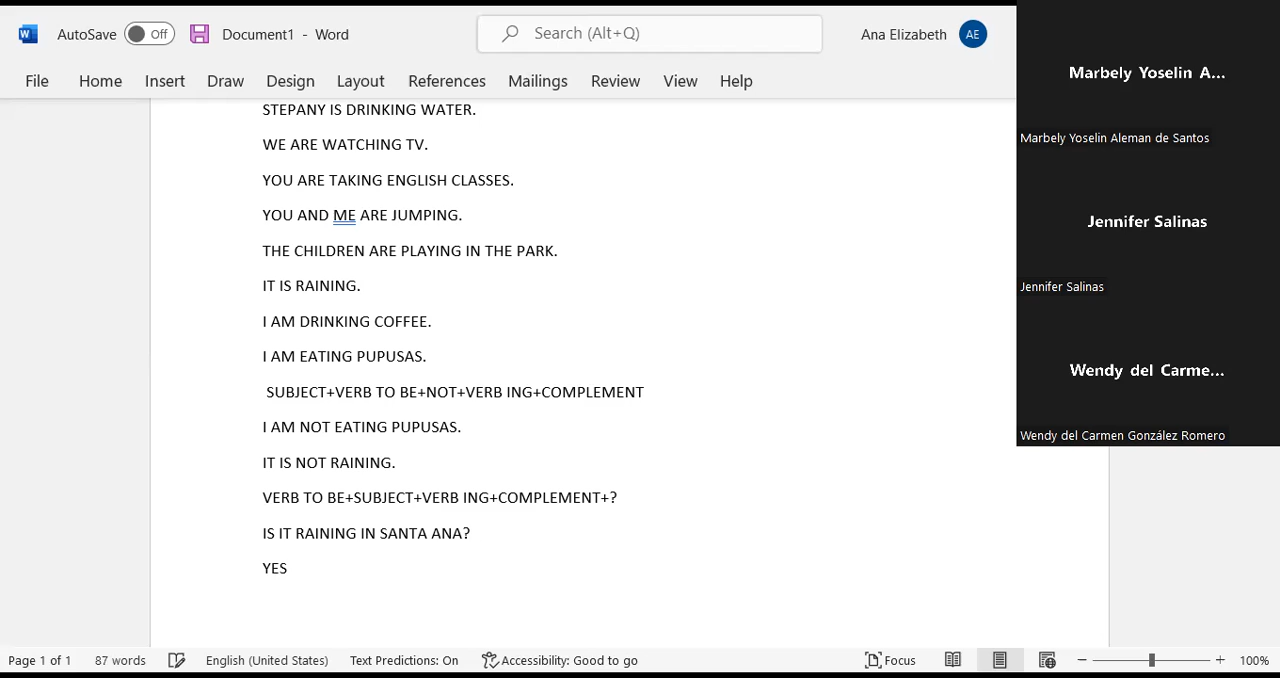 AutoSave Off Document1 - Word Search (Alt+Q) Ana Elizabeth AE
File Home Insert Draw Design Layout References Mailings Review View Help
STEPANY IS DRINKING WATER.
WE ARE WATCHING TV.
YOU ARE TAKING ENGLISH CLASSES.
YOU AND ME ARE JUMPING.
THE CHILDREN ARE PLAYING IN THE PARK.
IT IS RAINING.
I AM DRINKING COFFEE.
I AM EATING PUPUSAS.
SUBJECT+VERB TO BE+NOT+VERB ING+COMPLEMENT
I AM NOT EATING PUPUSAS.
IT IS NOT RAINING.
VERB TO BE+SUBJECT+VERB ING+COMPLEMENT+?
IS IT RAINING IN SANTA ANA?
YES
Marbely Yoselin A...
Marbely Yoselin Aleman de Santos
Jennifer Salinas
Jennifer Salinas
Wendy del Carme...
Wendy del Carmen González Romero
Page 1 of 1 87 words English (United States) Text Predictions: On Accessibility: Good to go Focus 100%